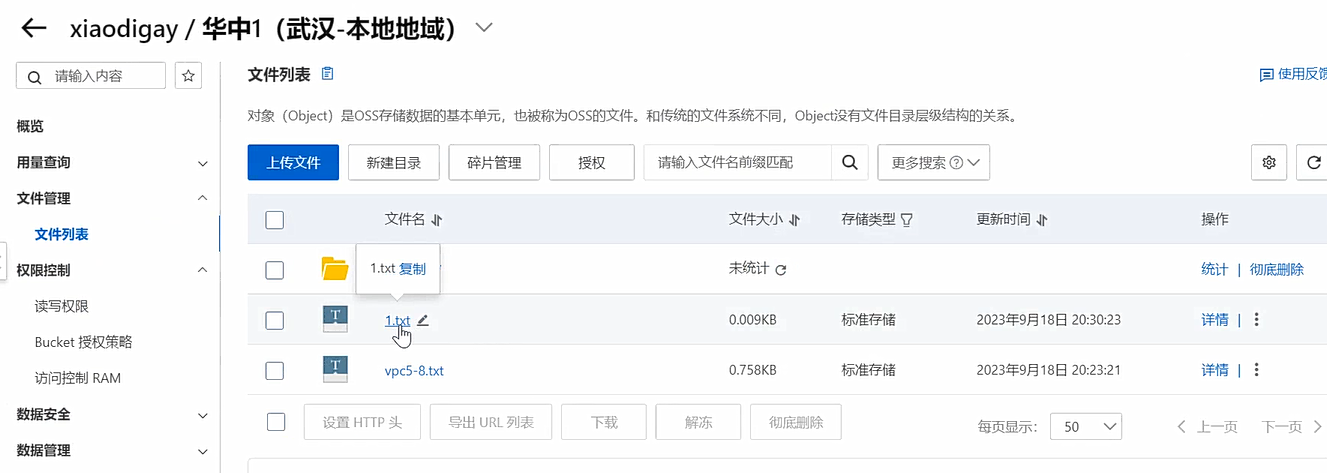 xiaodigay / 华中1（武汉-本地地域）
请输入内容
概览
用量查询
文件管理
文件列表
权限控制
读写权限
Bucket 授权策略
访问控制 RAM
数据安全
数据管理
文件列表
使用反馈
对象（Object）是OSS存储数据的基本单元，也被称为OSS的文件。和传统的文件系统不同，Object没有文件目录层级结构的关系。
上传文件 新建目录 碎片管理 授权 请输入文件名前缀匹配 更多搜索
文件名 文件大小 存储类型 更新时间 操作
1.txt 复制
未统计 统计 | 彻底删除
1.txt 0.009KB 标准存储 2023年9月18日 20:30:23 详情 |
vpc5-8.txt 0.758KB 标准存储 2023年9月18日 20:23:21 详情 |
设置 HTTP 头 导出 URL 列表 下载 解冻 彻底删除 每页显示： 50 上一页 下一页